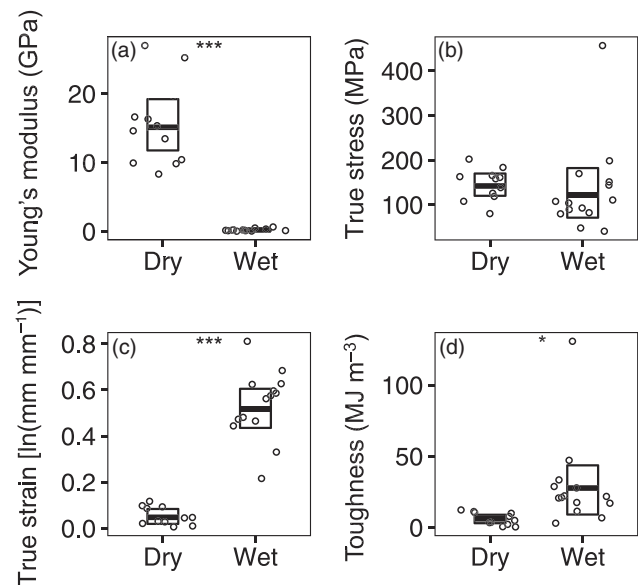 Young's modulus (GPa)
(a)
***
20
10
0
Dry
Wet
True stress (MPa)
(b)
400
300
200
100
Dry
Wet
True strain [ln(mm mm⁻¹)]
(c)
***
0.8
0.6
0.4
0.2
0.0
Dry
Wet
Toughness (MJ m⁻³)
(d)
*
100
50
0
Dry
Wet